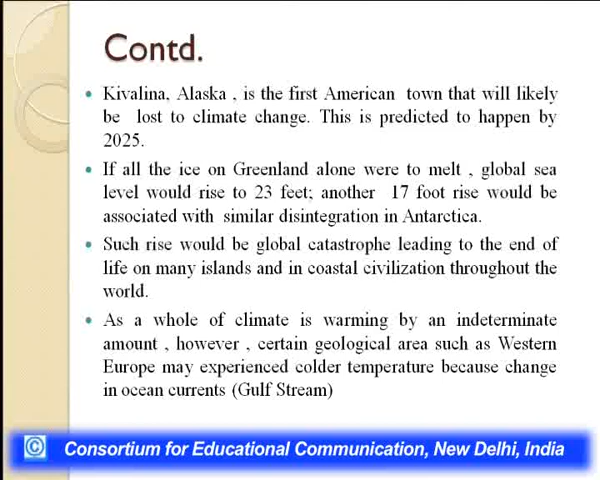 Contd.
Kivalina, Alaska , is the first American town that will likely
be lost to climate change. This is predicted to happen by
2025.
If all the ice on Greenland alone were to melt , global sea
level would rise to 23 feet; another 17 foot rise would be
associated with similar disintegration in Antarctica.
Such rise would be global catastrophe leading to the end of
life on many islands and in coastal civilization throughout the
world.
As a whole of climate is warming by an indeterminate
amount , however , certain geological area such as Western
Europe may experienced colder temperature because change
in ocean currents (Gulf Stream)
© Consortium for Educational Communication, New Delhi, India